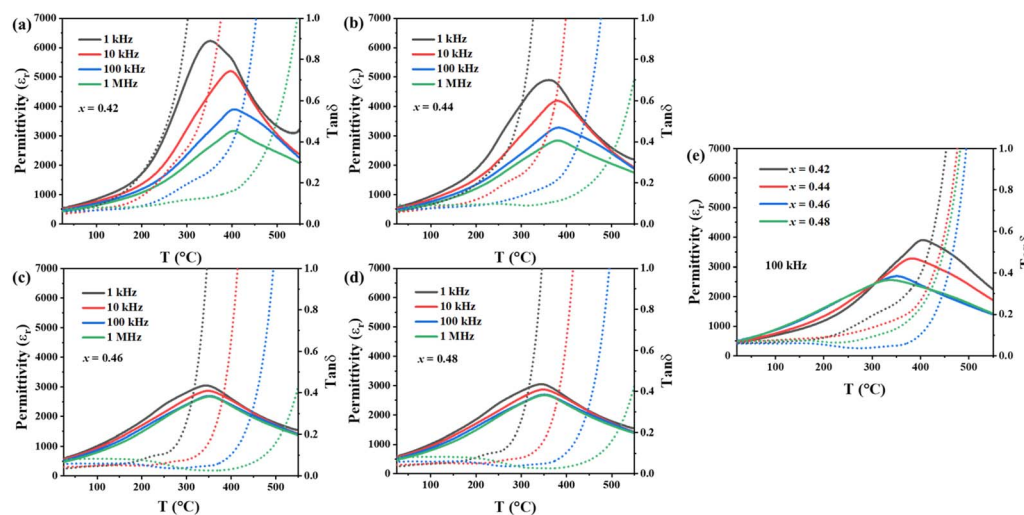 (a)
7000
6000
5000
4000
3000
2000
1000
0
Permittivity (εr)
1 kHz
10 kHz
100 kHz
1 MHz
x = 0.42
1.0
0.8
0.6
0.4
0.2
0.0
Tanδ
100 200 300 400 500
T (°C)
(b)
7000
6000
5000
4000
3000
2000
1000
0
Permittivity (εr)
1 kHz
10 kHz
100 kHz
1 MHz
x = 0.44
1.0
0.8
0.6
0.4
0.2
0.0
Tanδ
100 200 300 400 500
T (°C)
(c)
7000
6000
5000
4000
3000
2000
1000
0
Permittivity (εr)
1 kHz
10 kHz
100 kHz
1 MHz
x = 0.46
1.0
0.8
0.6
0.4
0.2
0.0
Tanδ
100 200 300 400 500
T (°C)
(d)
7000
6000
5000
4000
3000
2000
1000
0
Permittivity (εr)
1 kHz
10 kHz
100 kHz
1 MHz
x = 0.48
1.0
0.8
0.6
0.4
0.2
0.0
Tanδ
100 200 300 400 500
T (°C)
(e)
7000
6000
5000
4000
3000
2000
1000
0
Permittivity (εr)
x = 0.42
x = 0.44
x = 0.46
x = 0.48
100 kHz
1.0
0.8
0.6
0.4
0.2
0.0
Tanδ
100 200 300 400 500
T (°C)